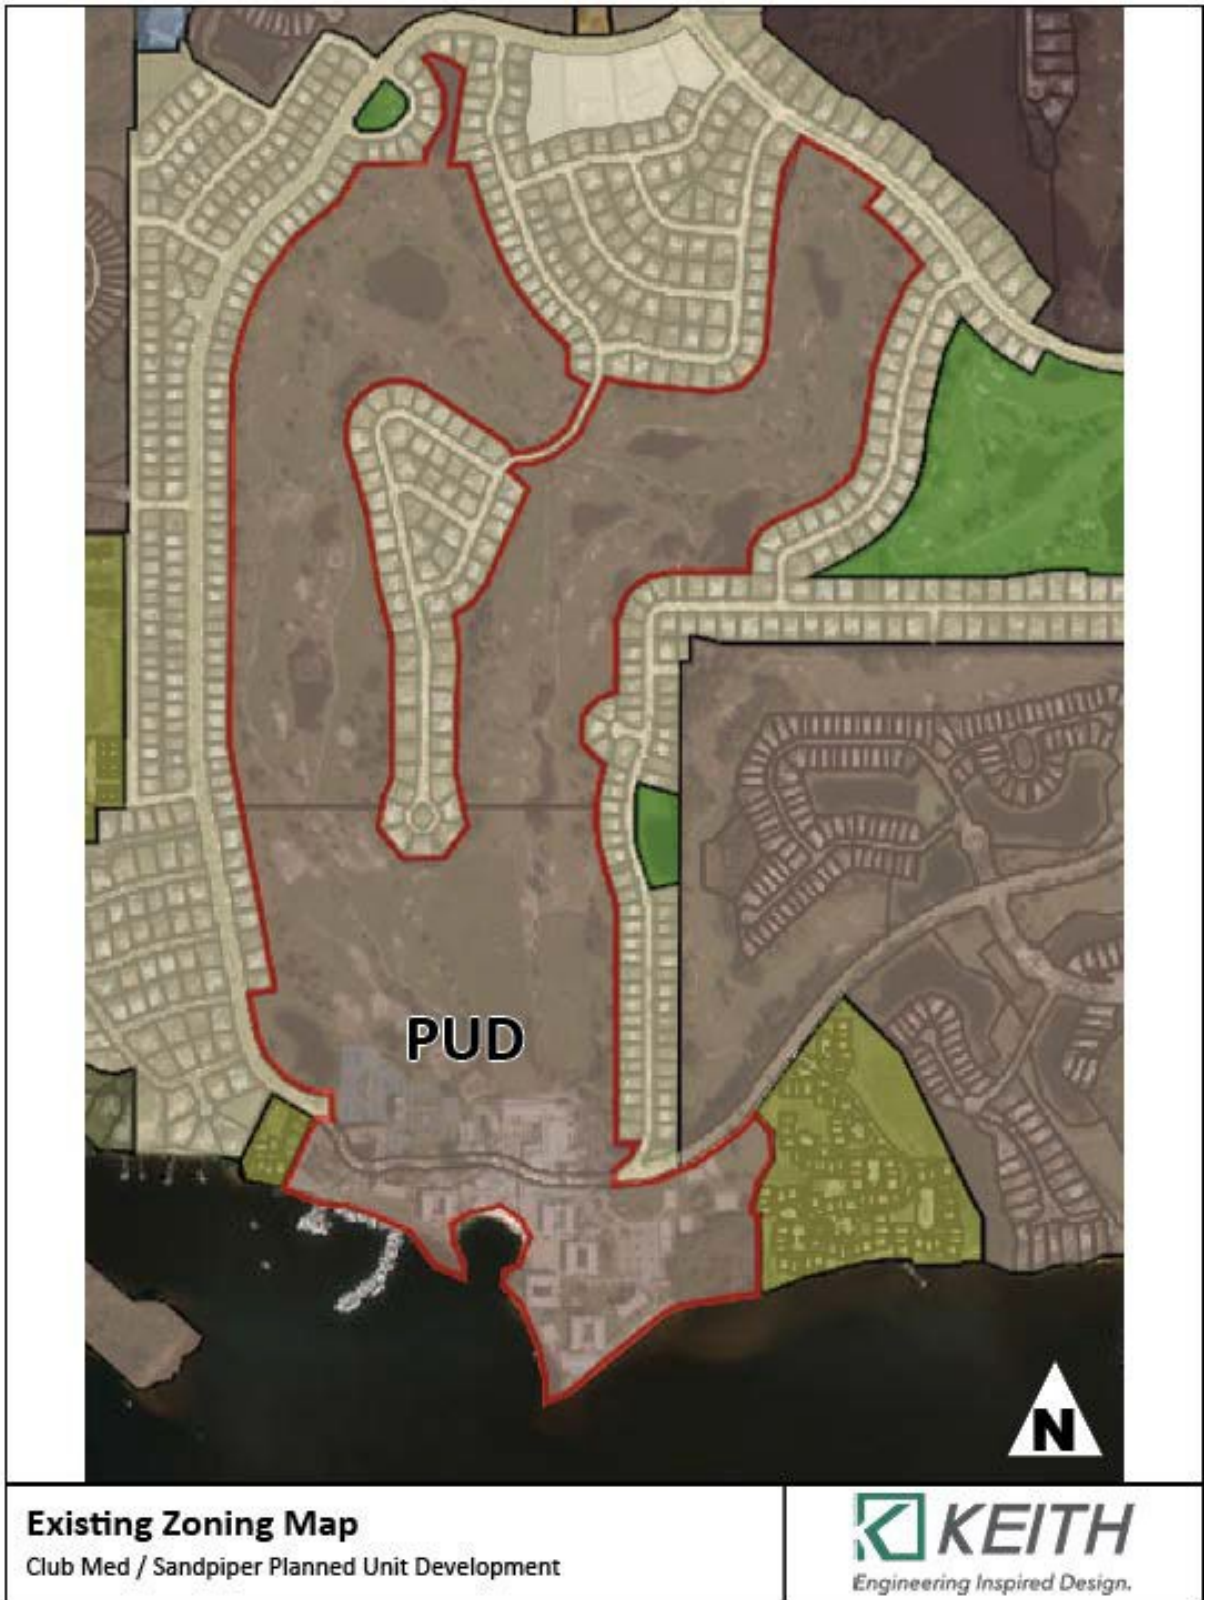 PUD
N
Existing Zoning Map
Club Med / Sandpiper Planned Unit Development
KEITH
Engineering Inspired Design.